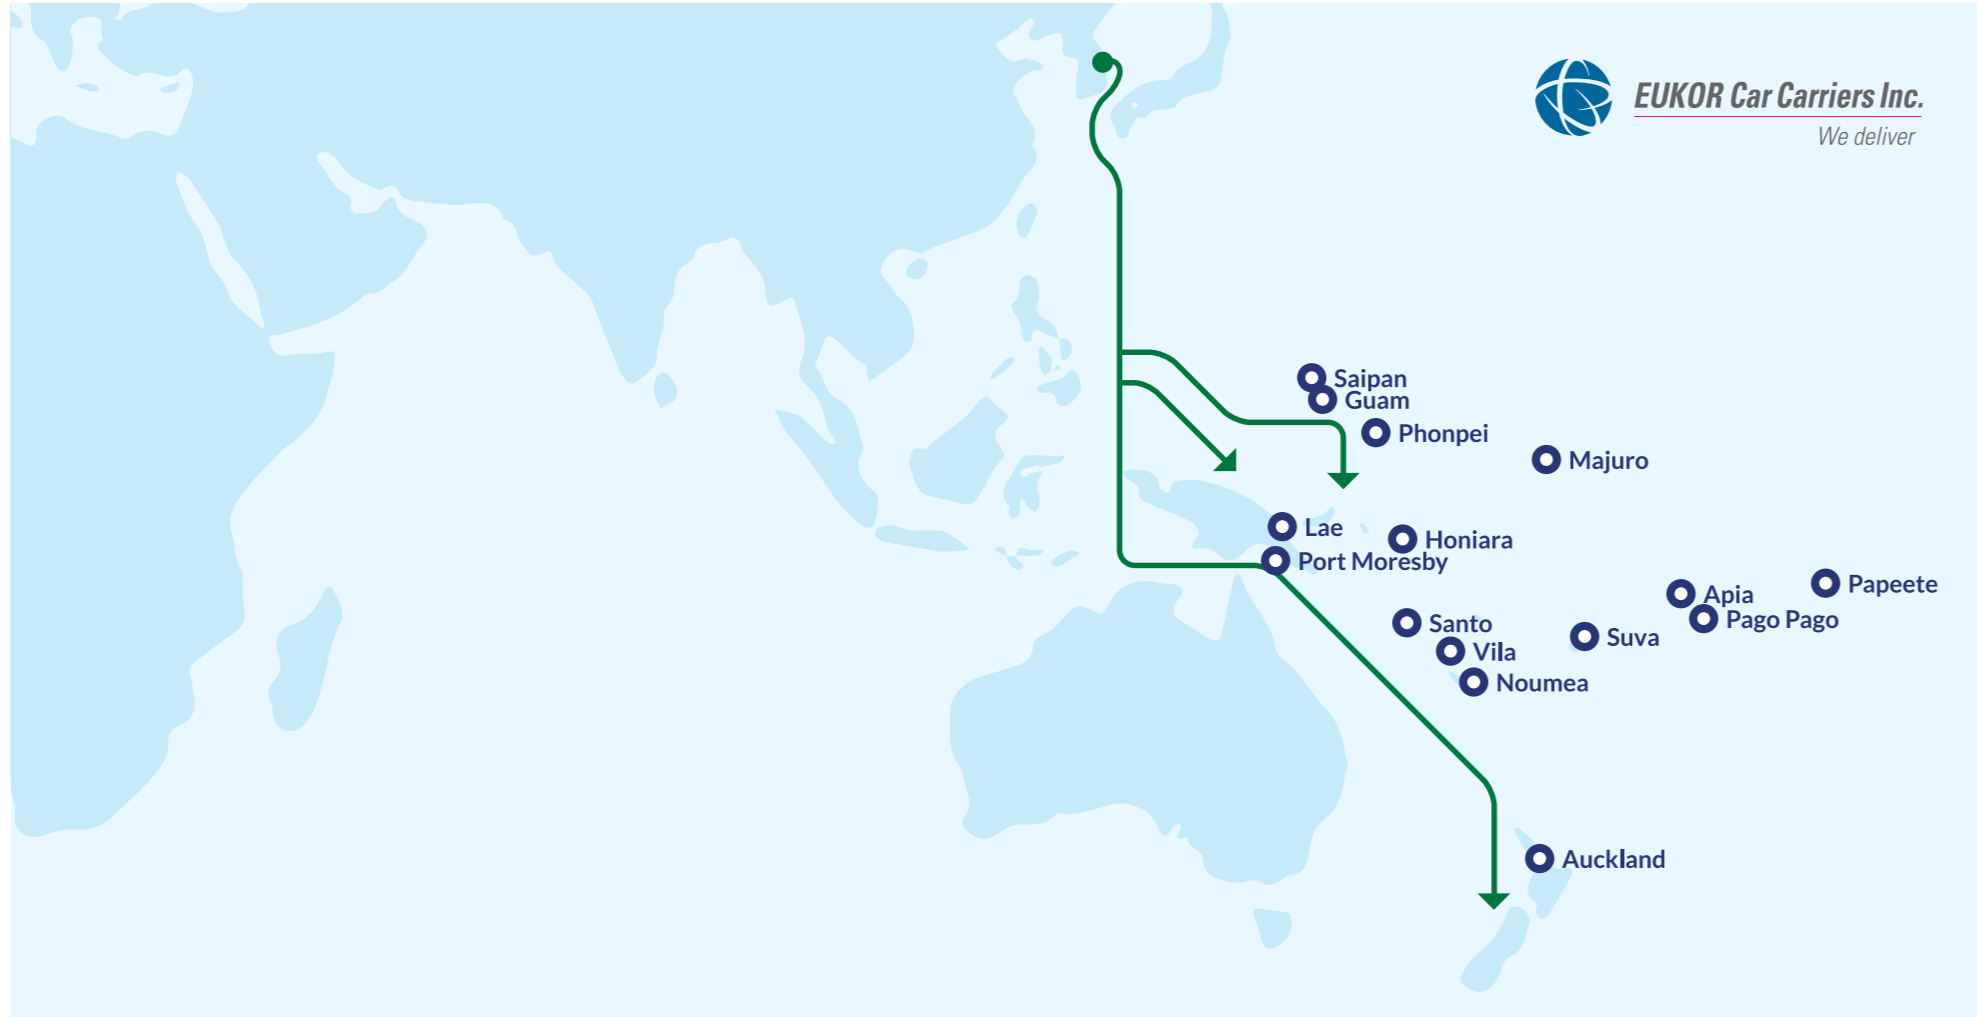 EUKOR Car Carriers Inc.
We deliver
Saipan
Guam
Phonpei
Majuro
Lae
Honiara
Port Moresby
Papeete
Apia
Pago Pago
Santo
Suva
Vila
Noumea
Auckland